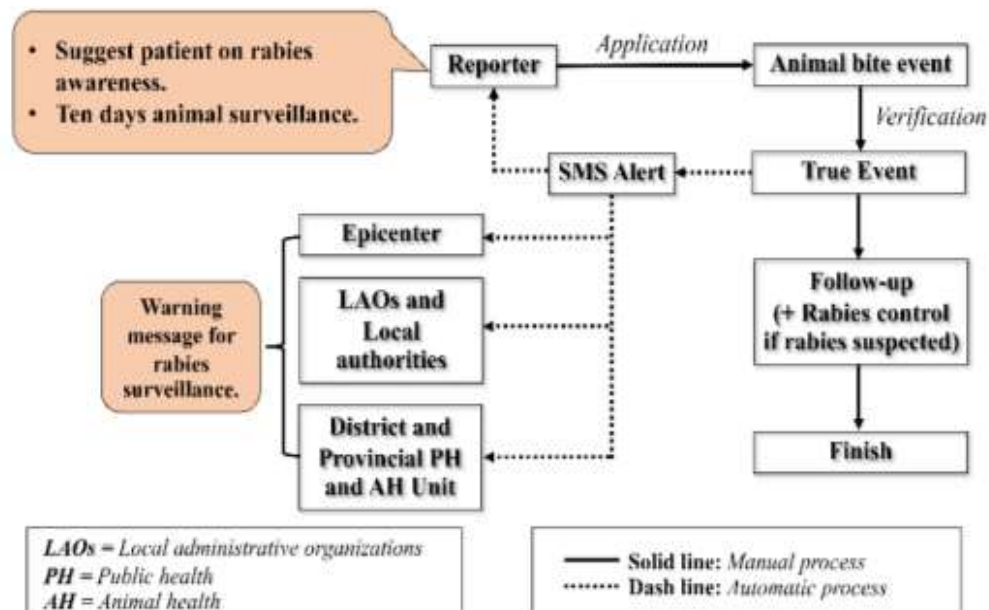 • Suggest patient on rabies
awareness.
• Ten days animal surveillance.
Reporter
Application
Animal bite event
Verification
SMS Alert
True Event
Epicenter
LAOs and
Local
authorities
District and
Provincial PH
and AH Unit
Warning
message for
rabies
surveillance.
Follow-up
(+ Rabies control
if rabies suspected)
Finish
LAOs = Local administrative organizations
PH = Public health
AH = Animal health
Solid line: Manual process
Dash line: Automatic process